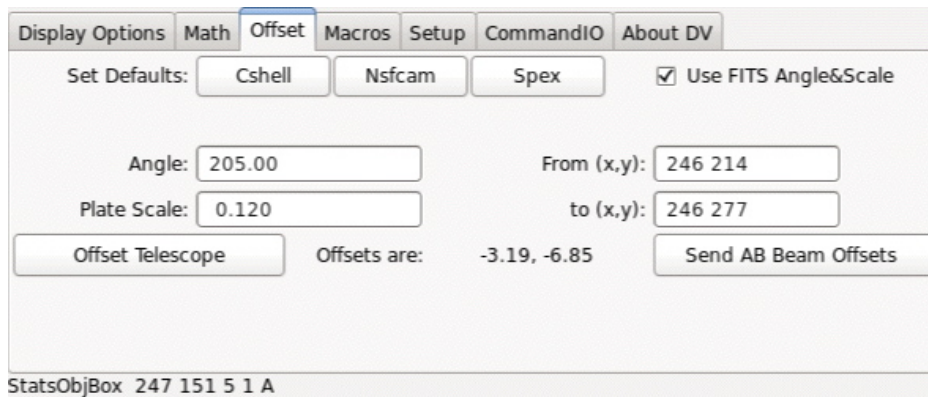 Display Options Math Offset Macros Setup CommandIO About DV
Set Defaults: Cshell Nsfcam Spex Use FITS Angle&Scale
Angle: 205.00 From (x,y): 246 214
Plate Scale: 0.120 to (x,y): 246 277
Offset Telescope Offsets are: -3.19, -6.85 Send AB Beam Offsets
StatsObjBox 247 151 5 1 A